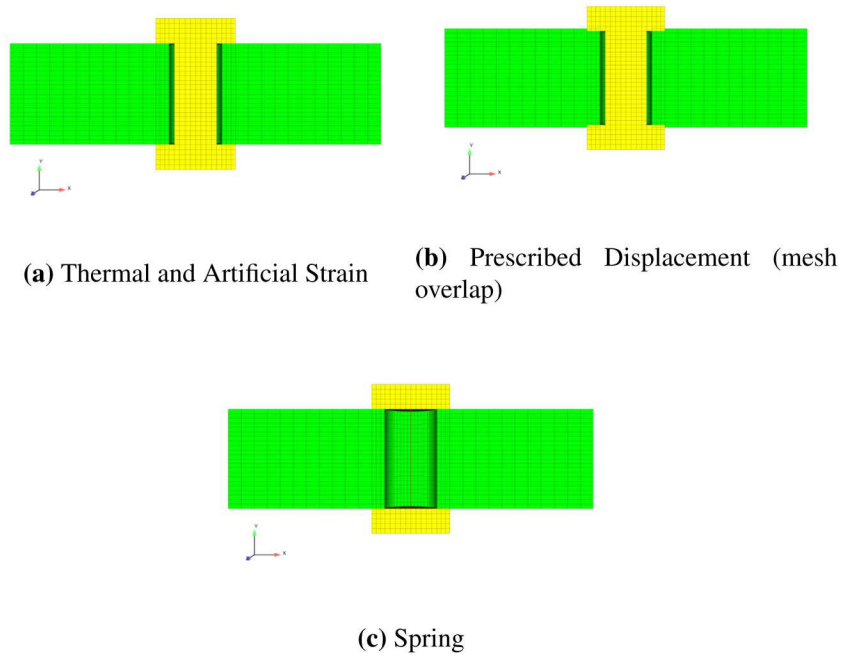 Y
X
Y
X
(a) Thermal and Artificial Strain
(b) Prescribed Displacement (mesh
overlap)
Y
X
(c) Spring